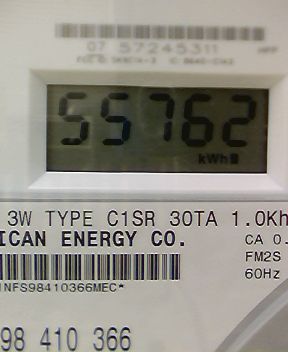 07 57245311
55762
kWh
3W TYPE C1SR 30TA 1.0Kh
ICAN ENERGY CO.
CA 0.
FM2S
60Hz
1NFS98410366MEC*
98 410 366